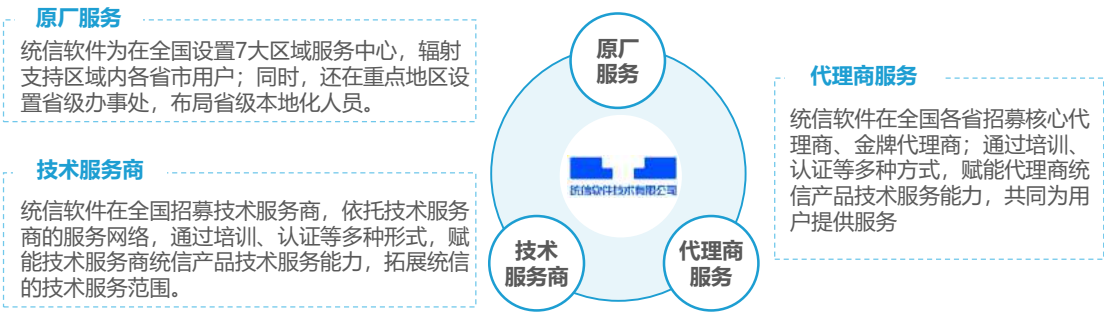 原厂服务
统信软件为在全国设置7大区域服务中心，辐射
支持区域内各省市用户；同时，还在重点地区设
置省级办事处，布局省级本地化人员。
技术服务商
统信软件在全国招募技术服务商，依托技术服务
商的服务网络，通过培训、认证等多种形式，赋
能技术服务商统信产品技术服务能力，拓展统信
的技术服务范围。
原厂
服务
统信软件技术有限公司
技术
服务商
代理商
服务
代理商服务
统信软件在全国各省招募核心代
理商、金牌代理商；通过培训、
认证等多种方式，赋能代理商统
信产品技术服务能力，共同为用
户提供服务